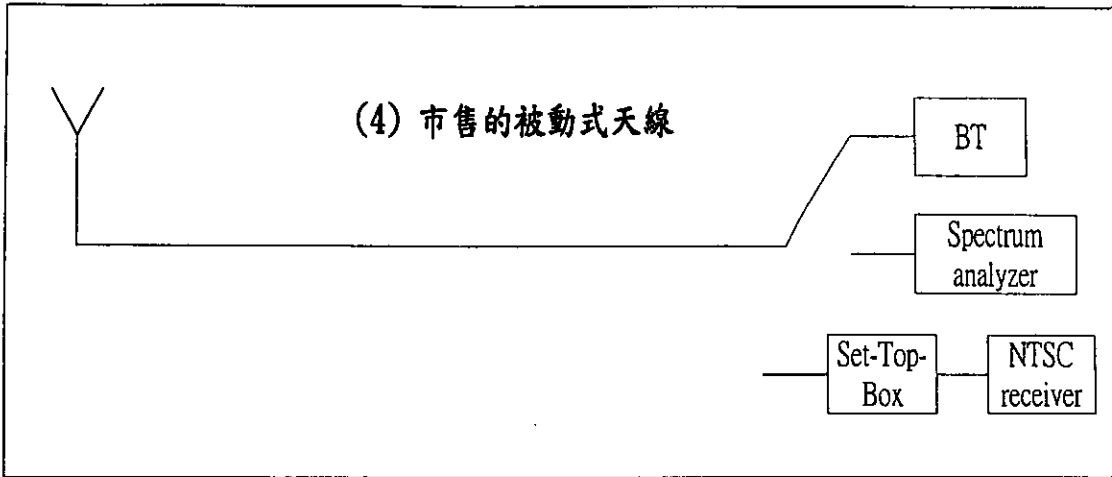 (4) 市售的被動式天線
BT
Spectrum
analyzer
Set-Top-
Box
NTSC
receiver